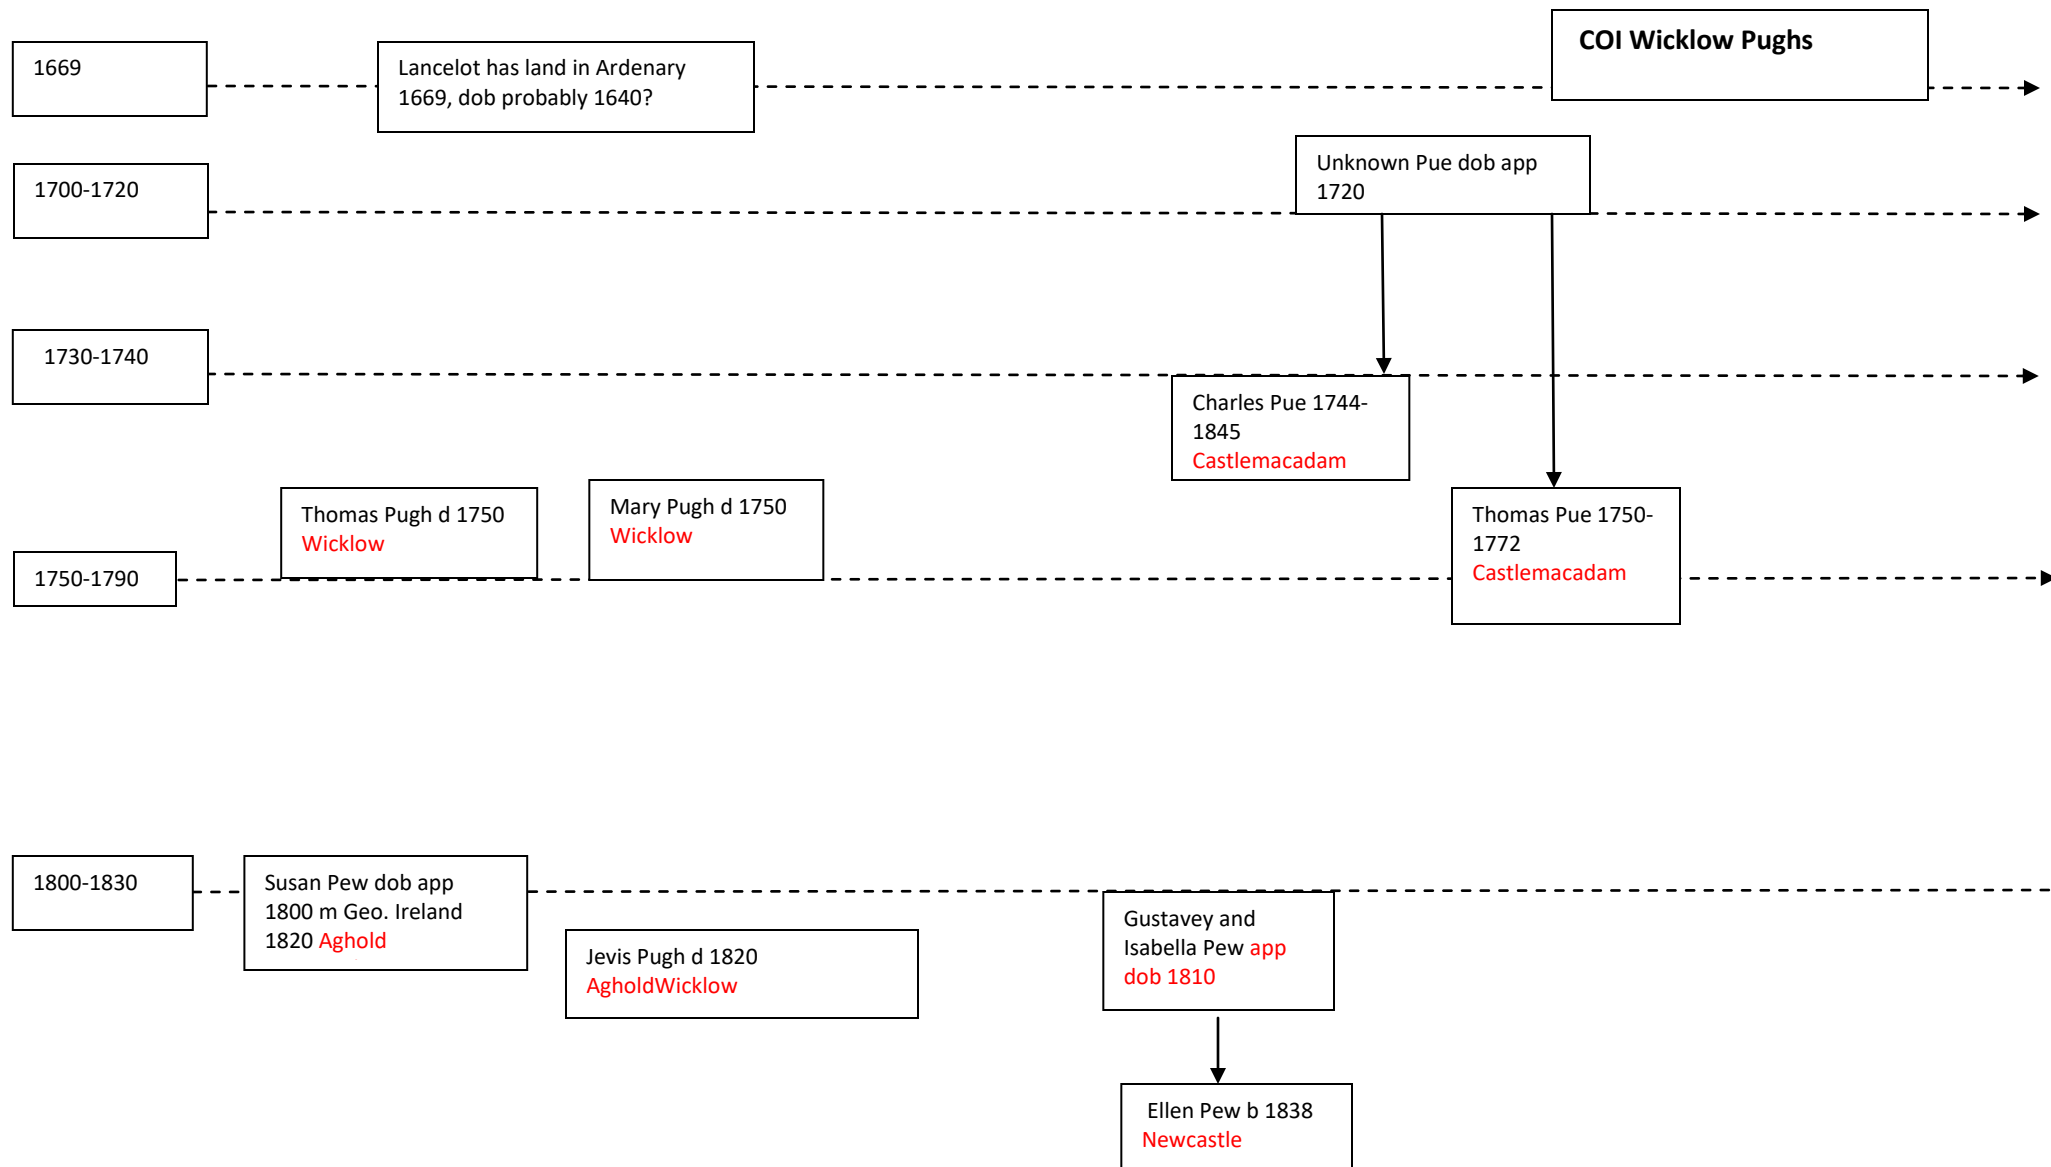 COI Wicklow Pughs
1669
Lancelot has land in Ardenary
1669, dob probably 1640?
Unknown Pue dob app
1720
1700-1720
1730-1740
Charles Pue 1744-
1845
Castlemacadam
Thomas Pugh d 1750
Wicklow
Mary Pugh d 1750
Wicklow
Thomas Pue 1750-
1772
Castlemacadam
1750-1790
1800-1830
Susan Pew dob app
1800 m Geo. Ireland
1820 Aghold
Jevis Pugh d 1820
AgholdWicklow
Gustavey and
Isabella Pew app
dob 1810
Ellen Pew b 1838
Newcastle